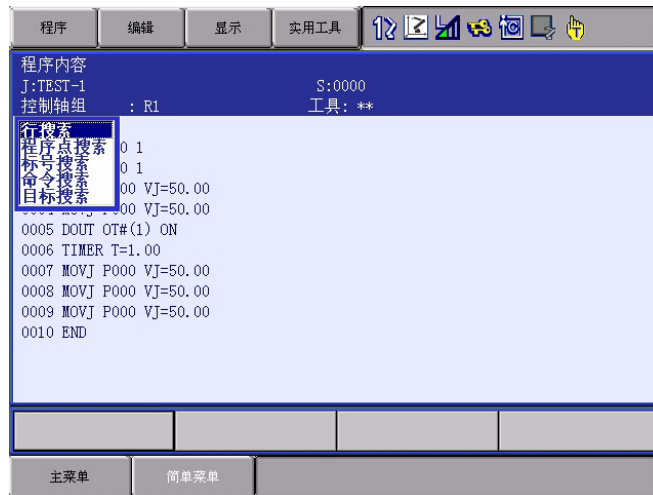 程序 编辑 显示 实用工具
程序内容
J:TEST-1 S:0000
控制轴组 : R1 工具: **
行搜索
程序点搜索 0 1
标号搜索 0 1
命令搜索 00 VJ=50.00
目标搜索 00 VJ=50.00
0005 DOUT OT#(1) ON
0006 TIMER T=1.00
0007 MOVJ P000 VJ=50.00
0008 MOVJ P000 VJ=50.00
0009 MOVJ P000 VJ=50.00
0010 END
主菜单 简单菜单